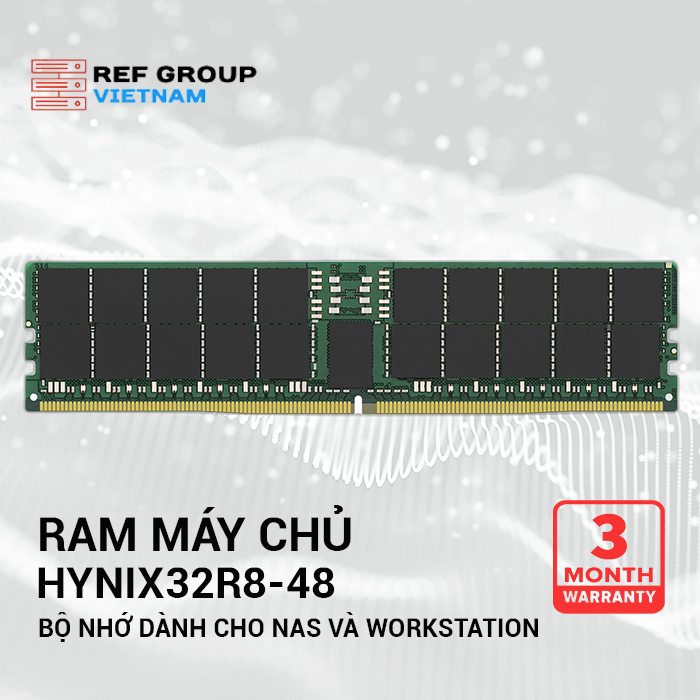 REF GROUP
VIETNAM
RAM MÁY CHỦ
HYNIX32R8-48
BỘ NHỚ DÀNH CHO NAS VÀ WORKSTATION
3
MONTH
WARRANTY